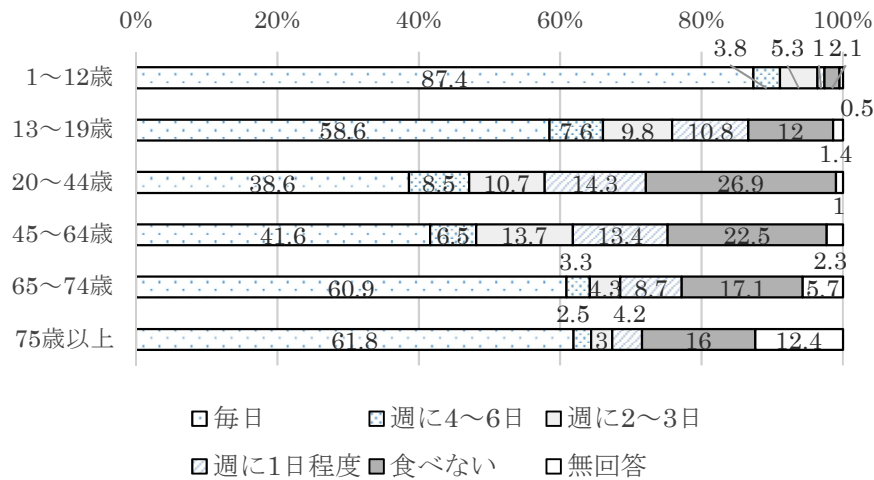 0% 20% 40% 60% 80% 100%
3.8 5.3 1 2.1
1～12歳 87.4
0.5
13～19歳 58.6 7.6 9.8 10.8 12
1.4
20～44歳 38.6 8.5 10.7 14.3 26.9
1
45～64歳 41.6 6.5 13.7 13.4 22.5
3.3 2.3
65～74歳 60.9 4.3 8.7 17.1 5.7
2.5 4.2
75歳以上 61.8 3 16 12.4
毎日 週に4～6日 週に2～3日
週に1日程度 食べない 無回答